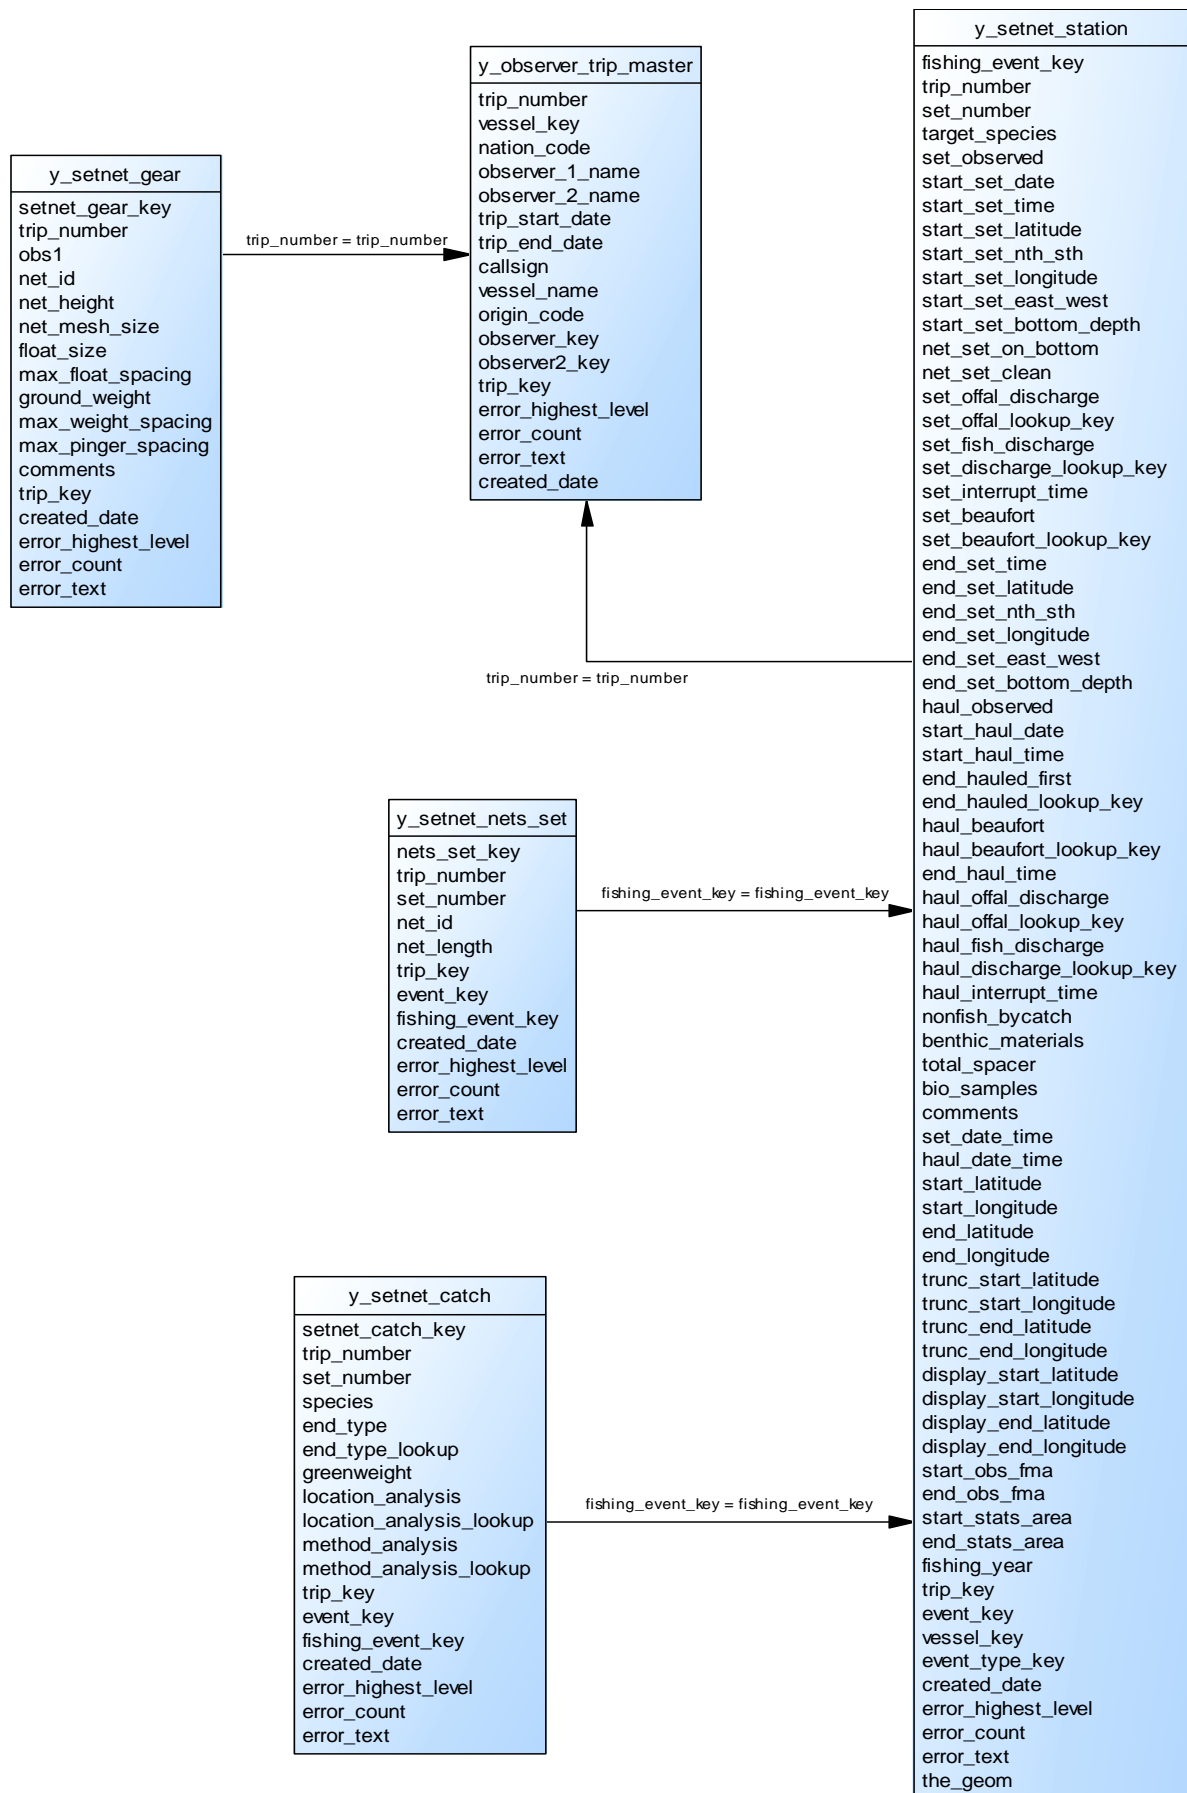 y_setnet_gear
setnet_gear_key
trip_number
obs1
net_id
net_height
net_mesh_size
float_size
max_float_spacing
ground_weight
max_weight_spacing
max_pinger_spacing
comments
trip_key
created_date
error_highest_level
error_count
error_text
trip_number = trip_number
y_observer_trip_master
trip_number
vessel_key
nation_code
observer_1_name
observer_2_name
trip_start_date
trip_end_date
callsign
vessel_name
origin_code
observer_key
observer2_key
trip_key
error_highest_level
error_count
error_text
created_date
trip_number = trip_number
y_setnet_nets_set
nets_set_key
trip_number
set_number
net_id
net_length
trip_key
event_key
fishing_event_key
created_date
error_highest_level
error_count
error_text
fishing_event_key = fishing_event_key
y_setnet_catch
setnet_catch_key
trip_number
set_number
species
end_type
end_type_lookup
greenweight
location_analysis
location_analysis_lookup
method_analysis
method_analysis_lookup
trip_key
event_key
fishing_event_key
created_date
error_highest_level
error_count
error_text
fishing_event_key = fishing_event_key
y_setnet_station
fishing_event_key
trip_number
set_number
target_species
set_observed
start_set_date
start_set_time
start_set_latitude
start_set_nth_sth
start_set_longitude
start_set_east_west
start_set_bottom_depth
net_set_on_bottom
net_set_clean
set_offal_discharge
set_offal_lookup_key
set_fish_discharge
set_discharge_lookup_key
set_interrupt_time
set_beaufort
set_beaufort_lookup_key
end_set_time
end_set_latitude
end_set_nth_sth
end_set_longitude
end_set_east_west
end_set_bottom_depth
haul_observed
start_haul_date
start_haul_time
end_hauled_first
end_hauled_lookup_key
haul_beaufort
haul_beaufort_lookup_key
end_haul_time
haul_offal_discharge
haul_offal_lookup_key
haul_fish_discharge
haul_discharge_lookup_key
haul_interrupt_time
nonfish_bycatch
benthic_materials
total_spacer
bio_samples
comments
set_date_time
haul_date_time
start_latitude
start_longitude
end_latitude
end_longitude
trunc_start_latitude
trunc_start_longitude
trunc_end_latitude
trunc_end_longitude
display_start_latitude
display_start_longitude
display_end_latitude
display_end_longitude
start_obs_fma
end_obs_fma
start_stats_area
end_stats_area
fishing_year
trip_key
event_key
vessel_key
event_type_key
created_date
error_highest_level
error_count
error_text
the_geom